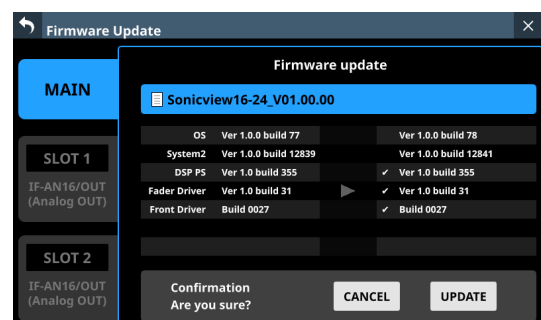 Firmware Update
MAIN
SLOT 1
IF-AN16/OUT
(Analog OUT)
SLOT 2
IF-AN16/OUT
(Analog OUT)
Firmware update
Sonicview16-24_V01.00.00
OS Ver 1.0.0 build 77 Ver 1.0.0 build 78
System2 Ver 1.0.0 build 12839 Ver 1.0.0 build 12841
DSP PS Ver 1.0 build 355 ✔ Ver 1.0 build 355
Fader Driver Ver 1.0 build 31 ✔ Ver 1.0 build 31
Front Driver Build 0027 ✔ Build 0027
Confirmation
Are you sure?
CANCEL
UPDATE